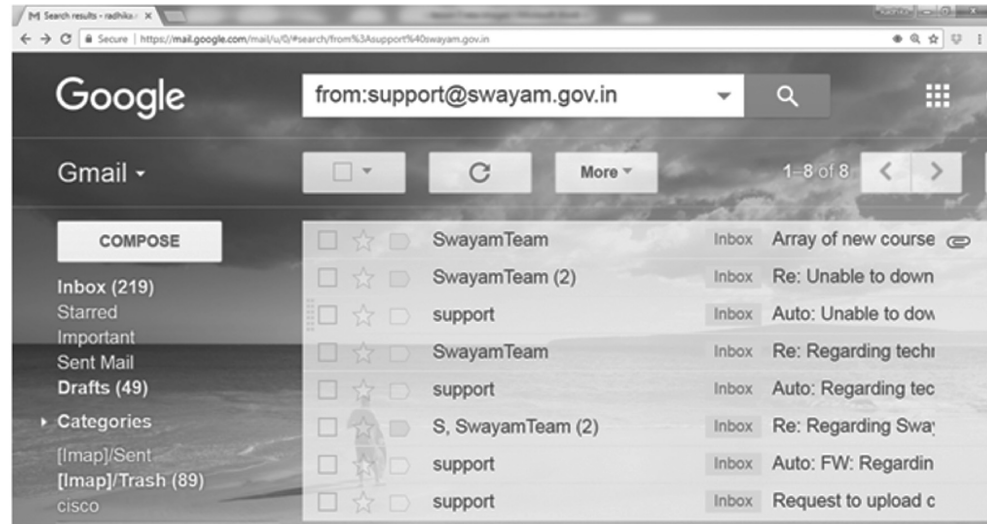 Search results - radhika
Secure | https://mail.google.com/mail/u/0/#search/from%3Asupport%40swayam.gov.in
Google
from:support@swayam.gov.in
Gmail
More
1–8 of 8
COMPOSE
Inbox (219)
Starred
Important
Sent Mail
Drafts (49)
Categories
[Imap]/Sent
[Imap]/Trash (89)
cisco
SwayamTeam Inbox Array of new course
SwayamTeam (2) Inbox Re: Unable to down
support Inbox Auto: Unable to dow
SwayamTeam Inbox Re: Regarding techn
support Inbox Auto: Regarding tec
S, SwayamTeam (2) Inbox Re: Regarding Sway
support Inbox Auto: FW: Regardin
support Inbox Request to upload c